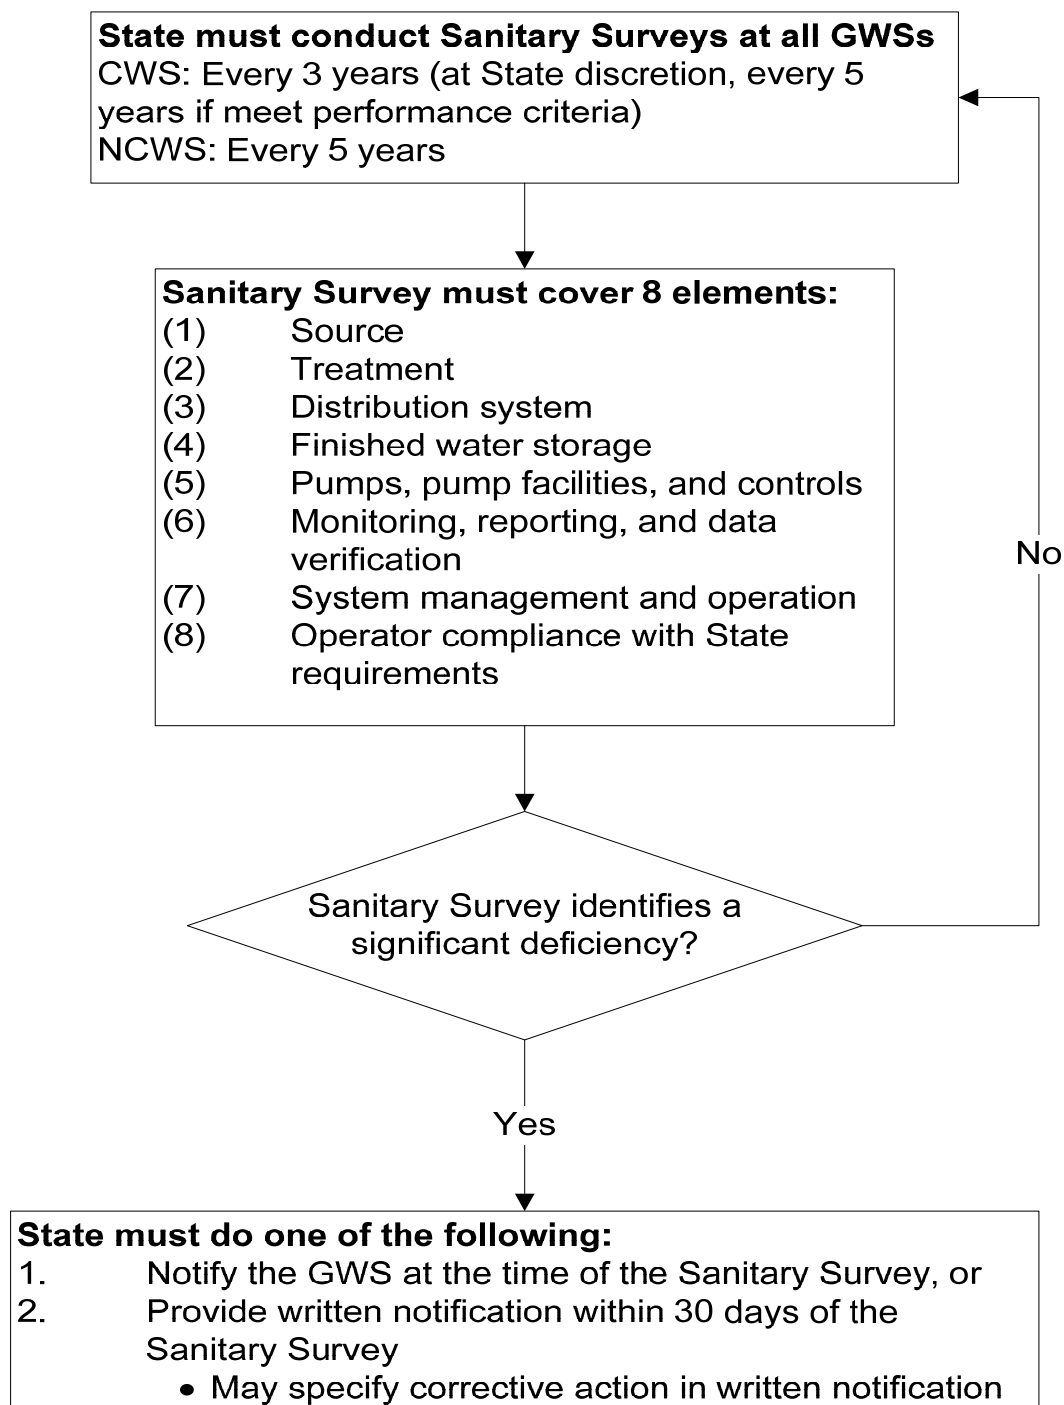 State must conduct Sanitary Surveys at all GWSs
CWS: Every 3 years (at State discretion, every 5
years if meet performance criteria)
NCWS: Every 5 years
Sanitary Survey must cover 8 elements:
(1) Source
(2) Treatment
(3) Distribution system
(4) Finished water storage
(5) Pumps, pump facilities, and controls
(6) Monitoring, reporting, and data
verification
(7) System management and operation
(8) Operator compliance with State
requirements
No
Sanitary Survey identifies a
significant deficiency?
Yes
State must do one of the following:
1. Notify the GWS at the time of the Sanitary Survey, or
2. Provide written notification within 30 days of the
Sanitary Survey
• May specify corrective action in written notification